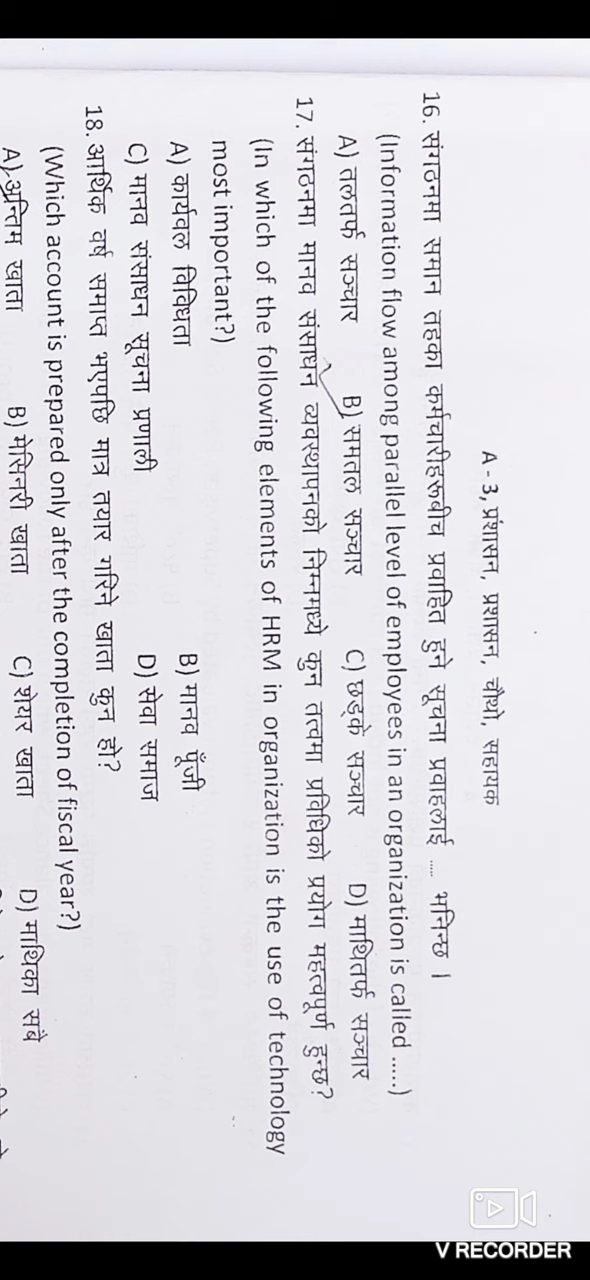 A - 3, प्रंशासन, प्रशासन, चौथो, सहायक
16. संगठनमा समान तहका कर्मचारीहरूबीच प्रवाहित हुने सूचना प्रवाहलाई ..... भनिन्छ ।
(Information flow among parallel level of employees in an organization is called .....)
A) तलतर्फ सञ्चार B) समतल सञ्चार C) छड्के सञ्चार D) माथितर्फ सञ्चार
17. संगठनमा मानव संसाधन व्यवस्थापनको निम्नमध्ये कुन तत्वमा प्रविधिको प्रयोग महत्वपूर्ण हुन्छ?
(In which of the following elements of HRM in organization is the use of technology
most important?)
A) कार्यवल विविधता B) मानव पूँजी
C) मानव संसाधन सूचना प्रणाली D) सेवा समाज
18. आर्थिक वर्ष समाप्त भएपछि मात्र तयार गरिने खाता कुन हो?
(Which account is prepared only after the completion of fiscal year?)
A) अन्तिम खाता B) मेसिनरी खाता C) शेयर खाता D) माथिका सबै
V RECORDER